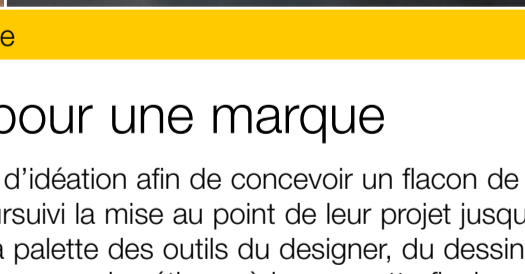 e
pour une marque
d’idéation afin de concevoir un flacon de
rsuivi la mise au point de leur projet jusqu
palette des outils du designer, du dessin